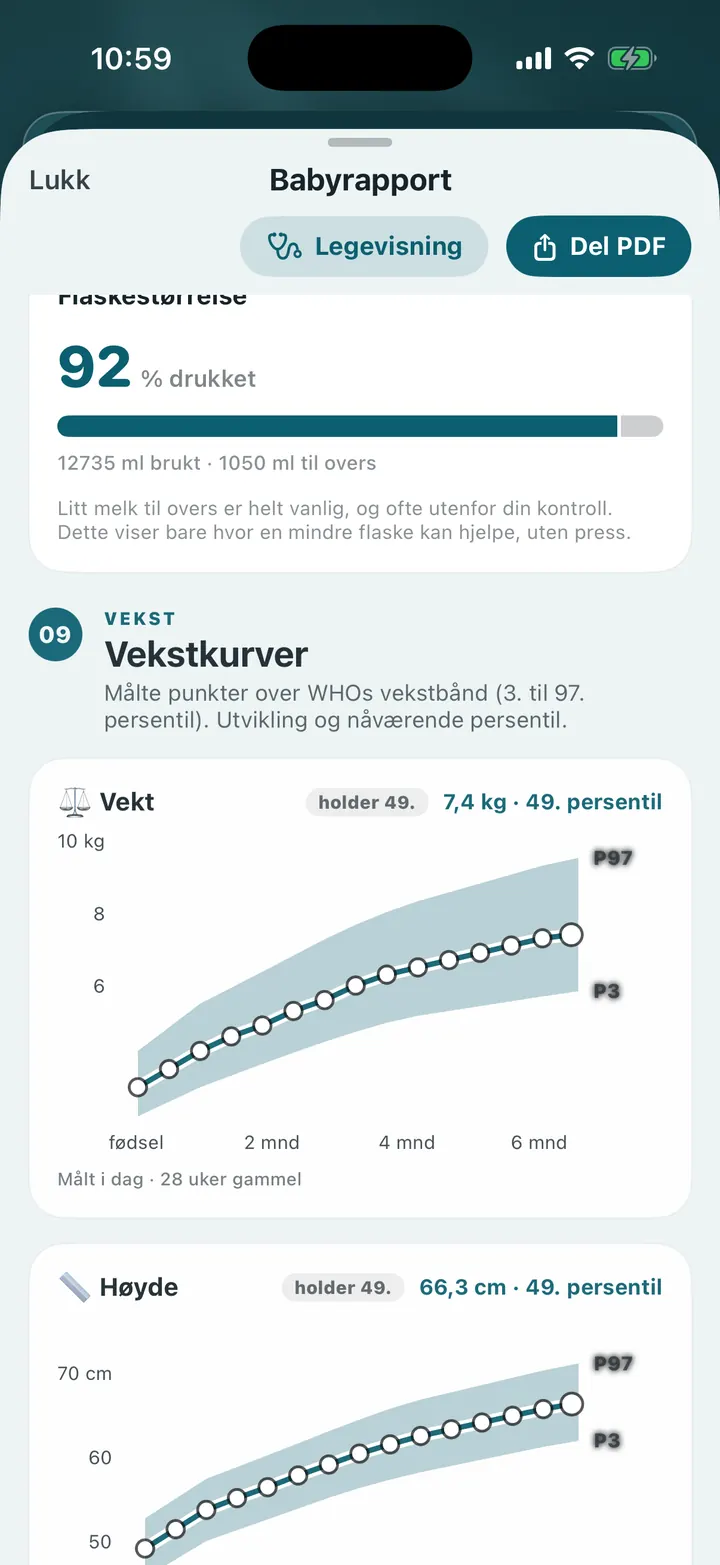 10:59
Lukk
Babyrapport
Legevisning
Del PDF
Flaskestørrelse
92 % drukket
12735 ml brukt · 1050 ml til overs
Litt melk til overs er helt vanlig, og ofte utenfor din kontroll.
Dette viser bare hvor en mindre flaske kan hjelpe, uten press.
09
VEKST
Vekstkurver
Målte punkter over WHOs vekstbånd (3. til 97.
persentil). Utvikling og nåværende persentil.
Vekt
holder 49.
7,4 kg · 49. persentil
10 kg
P97
8
6
P3
fødsel
2 mnd
4 mnd
6 mnd
Målt i dag · 28 uker gammel
Høyde
holder 49.
66,3 cm · 49. persentil
P97
70 cm
P3
60
50